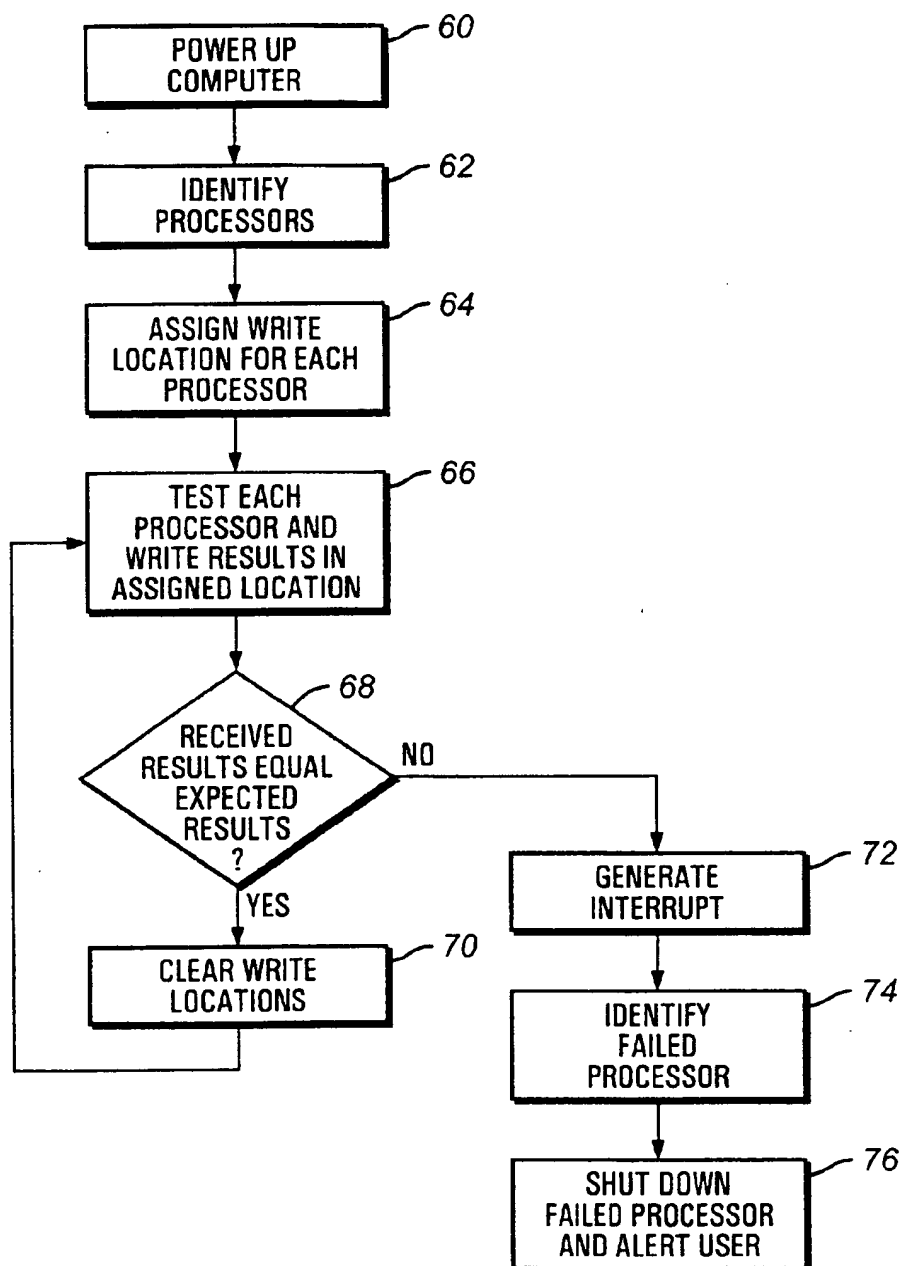 60
POWER UP
COMPUTER
62
IDENTIFY
PROCESSORS
64
ASSIGN WRITE
LOCATION FOR EACH
PROCESSOR
66
TEST EACH
PROCESSOR AND
WRITE RESULTS IN
ASSIGNED LOCATION
68
RECEIVED
RESULTS EQUAL
EXPECTED
RESULTS
?
NO
YES
70
CLEAR WRITE
LOCATIONS
72
GENERATE
INTERRUPT
74
IDENTIFY
FAILED
PROCESSOR
76
SHUT DOWN
FAILED PROCESSOR
AND ALERT USER